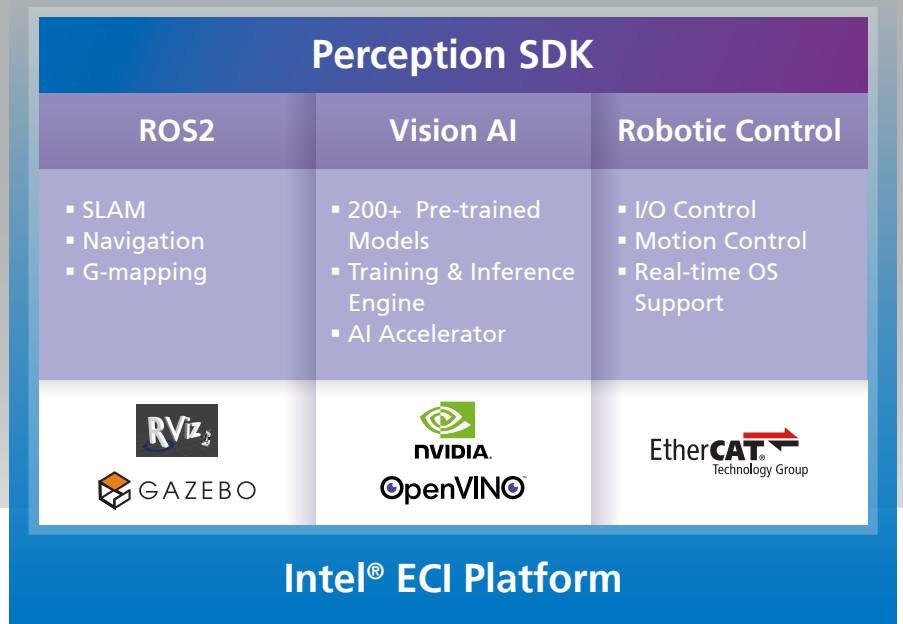 Perception SDK
ROS2
Vision AI
Robotic Control
▪ SLAM
▪ Navigation
▪ G-mapping
▪ 200+ Pre-trained
Models
▪ Training & Inference
Engine
▪ AI Accelerator
▪ I/O Control
▪ Motion Control
▪ Real-time OS
Support
RViz
GAZEBO
NVIDIA.
OpenVINO™
EtherCAT®
Technology Group
Intel® ECI Platform